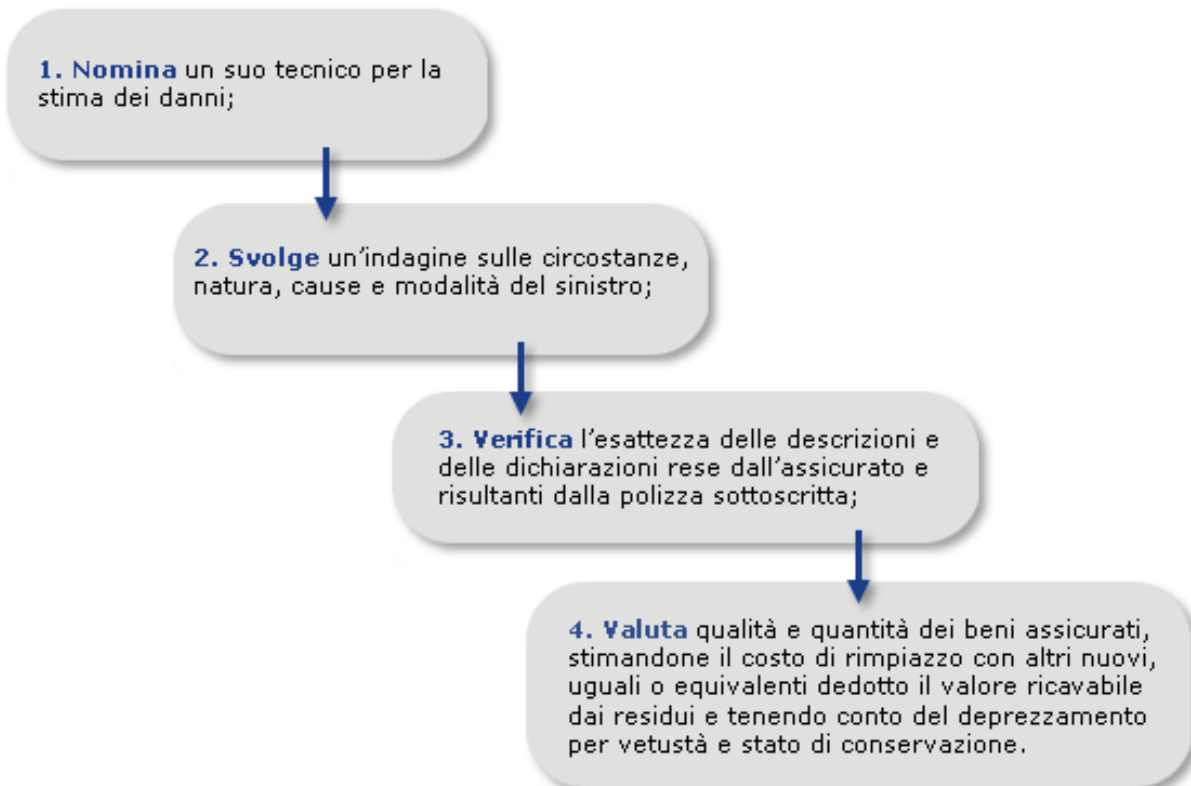 1. Nomina un suo tecnico per la
stima dei danni;
2. Svolge un'indagine sulle circostanze,
natura, cause e modalità del sinistro;
3. Verifica l'esattezza delle descrizioni e
delle dichiarazioni rese dall'assicurato e
risultanti dalla polizza sottoscritta;
4. Valuta qualità e quantità dei beni assicurati,
stimandone il costo di rimpiazzo con altri nuovi,
uguali o equivalenti dedotto il valore ricavabile
dai residui e tenendo conto del deprezzamento
per vetustà e stato di conservazione.